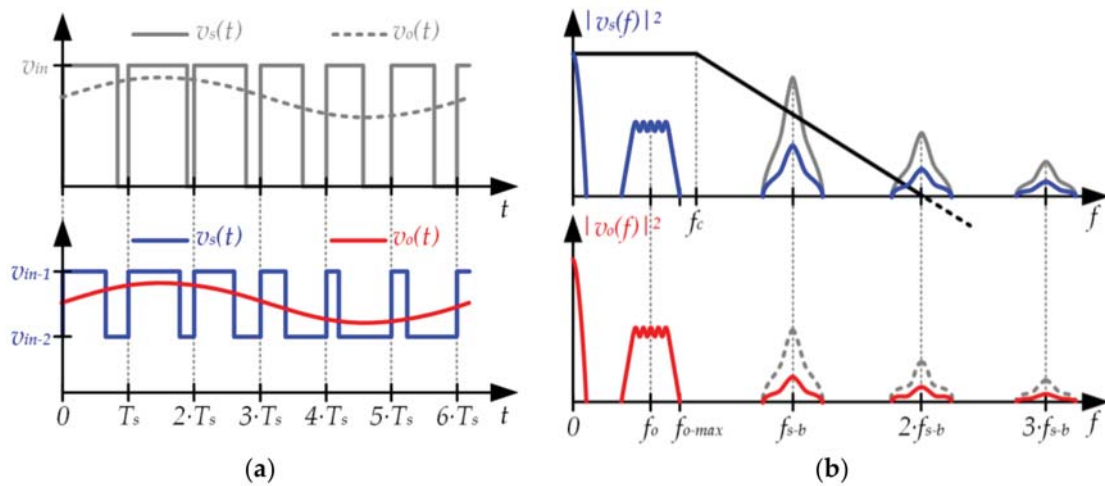 vs(t) vo(t)
vin
t
vs(t) vo(t)
vin-1
vin-2
0 Ts 2·Ts 3·Ts 4·Ts 5·Ts 6·Ts t
(a)
|vs(f)|2
fc
f
|vo(f)|2
0 fo fo-max fs-b 2·fs-b 3·fs-b f
(b)